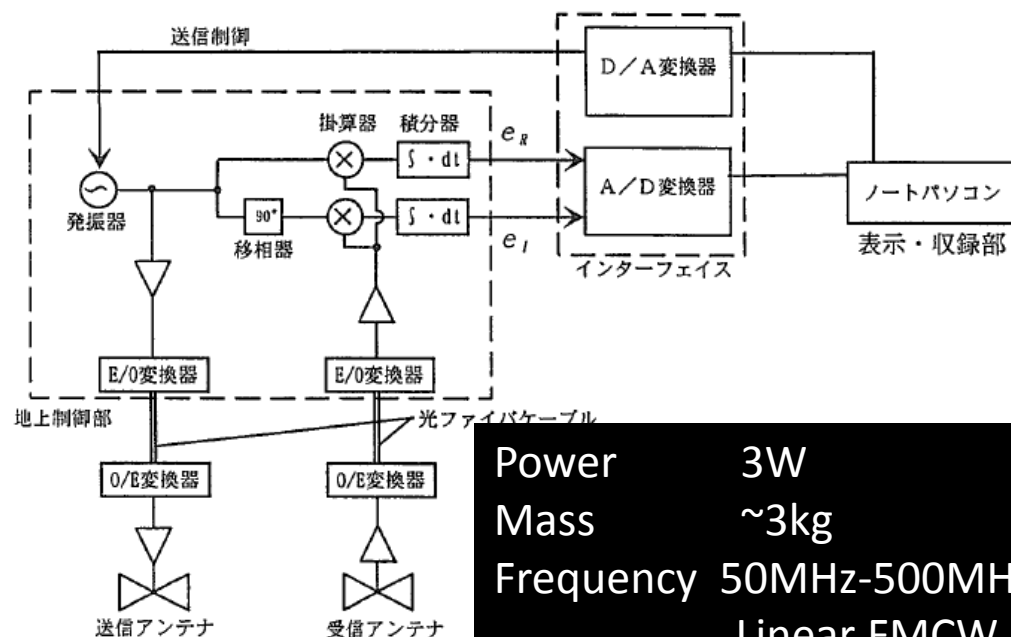 送信制御
D/A変換器
掛算器 積分器
e_R
∫・dt
A/D変換器
ノートパソコン
発振器
90°
∫・dt
移相器
e_I
表示・収録部
インターフェイス
E/O変換器 E/O変換器
地上制御部
光ファイバケーブル
O/E変換器 O/E変換器
Power 3W
Mass ~3kg
Frequency 50MHz-500MH
Linear FMCW
送信アンテナ 受信アンテナ